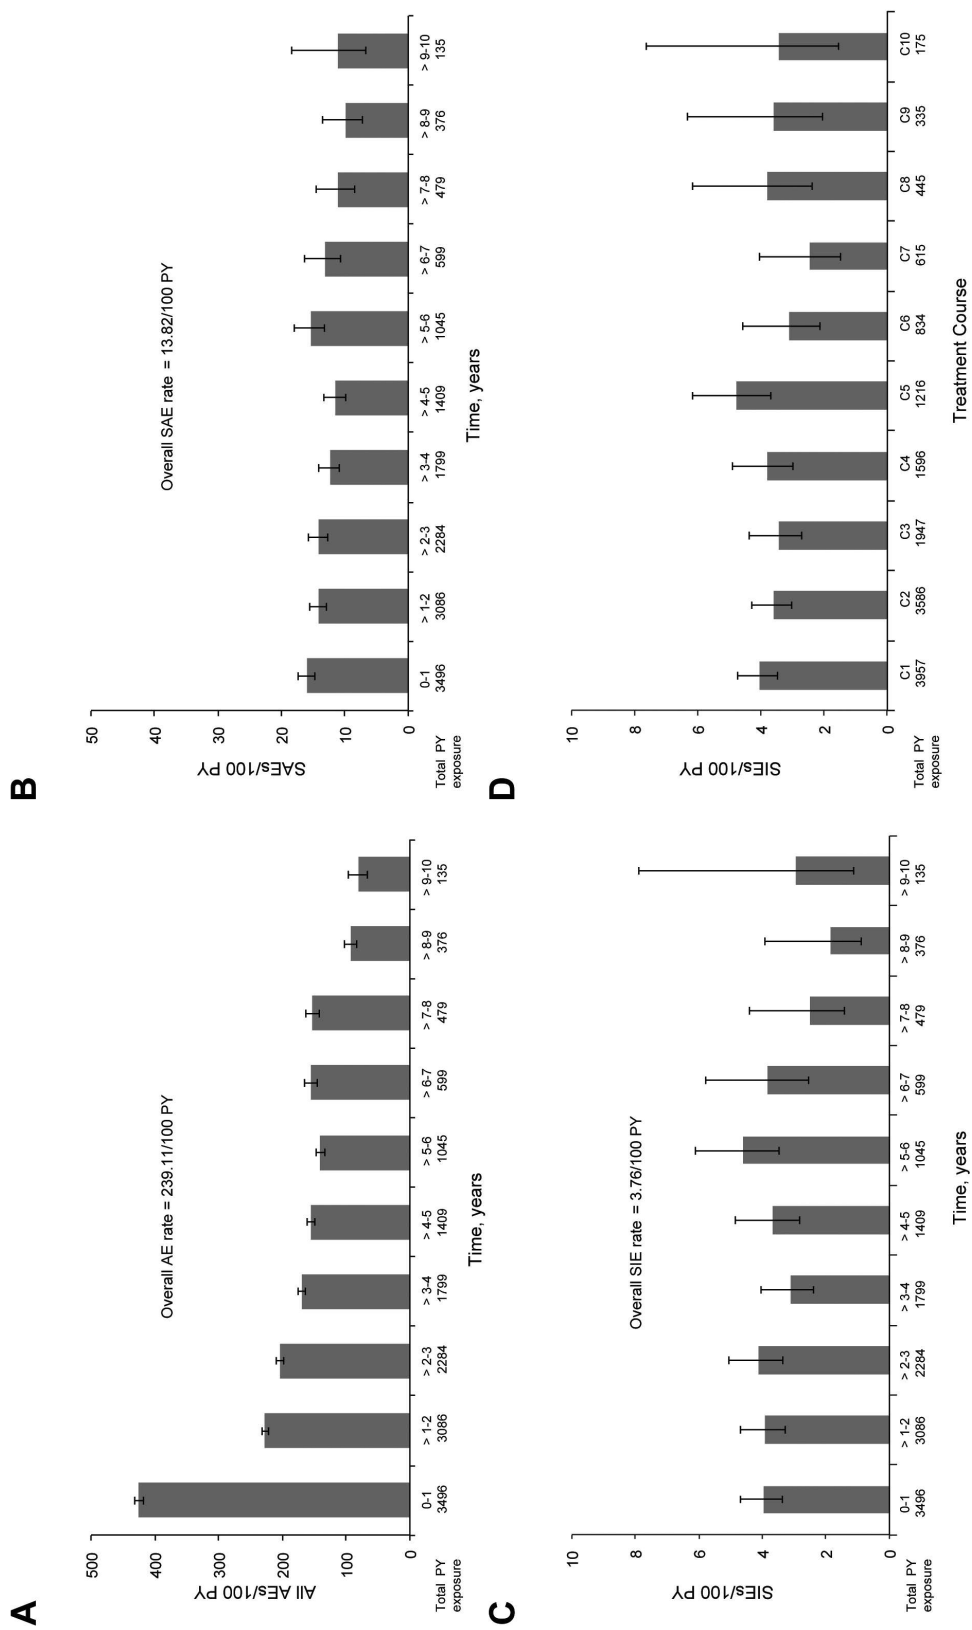 A
Overall AE rate = 239.11/100 PY
All AEs/100 PY
500
400
300
200
100
0
0-1 > 1-2 > 2-3 > 3-4 > 4-5 > 5-6 > 6-7 > 7-8 > 8-9 > 9-10
Total PY
exposure
3496 3086 2284 1799 1409 1045 599 479 376 135
Time, years
B
Overall SAE rate = 13.82/100 PY
SAEs/100 PY
50
40
30
20
10
0
0-1 > 1-2 > 2-3 > 3-4 > 4-5 > 5-6 > 6-7 > 7-8 > 8-9 > 9-10
Total PY
exposure
3496 3086 2284 1799 1409 1045 599 479 376 135
Time, years
C
Overall SIE rate = 3.76/100 PY
SIEs/100 PY
10
8
6
4
2
0
0-1 > 1-2 > 2-3 > 3-4 > 4-5 > 5-6 > 6-7 > 7-8 > 8-9 > 9-10
Total PY
exposure
3496 3086 2284 1799 1409 1045 599 479 376 135
Time, years
D
SIEs/100 PY
10
8
6
4
2
0
C1 C2 C3 C4 C5 C6 C7 C8 C9 C10
Total PY
exposure
3957 3586 1947 1596 1216 834 615 445 335 175
Treatment Course